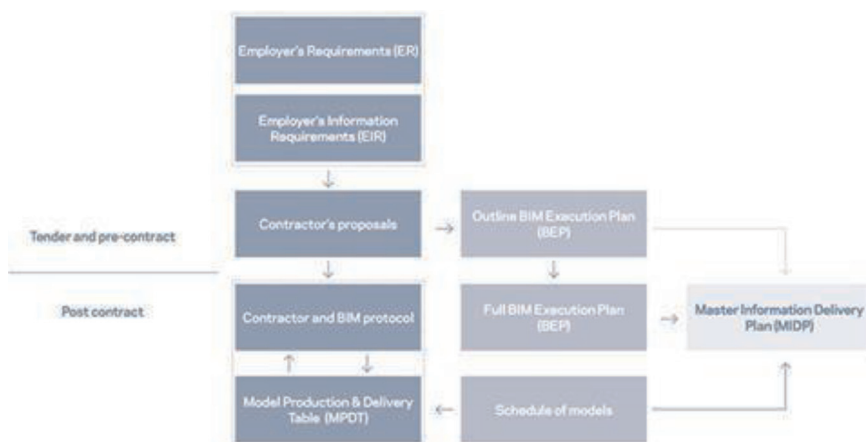 Employer's Requirements (ER)
Employer's Information
Requirements (EIR)
Contractor's proposals
Outline BIM Execution Plan
(BEP)
Tender and pre-contract
Post contract
Contractor and BIM protocol
Full BIM Execution Plan
(BEP)
Master Information Delivery
Plan (MIDP)
Model Production & Delivery
Table (MPDT)
Schedule of models